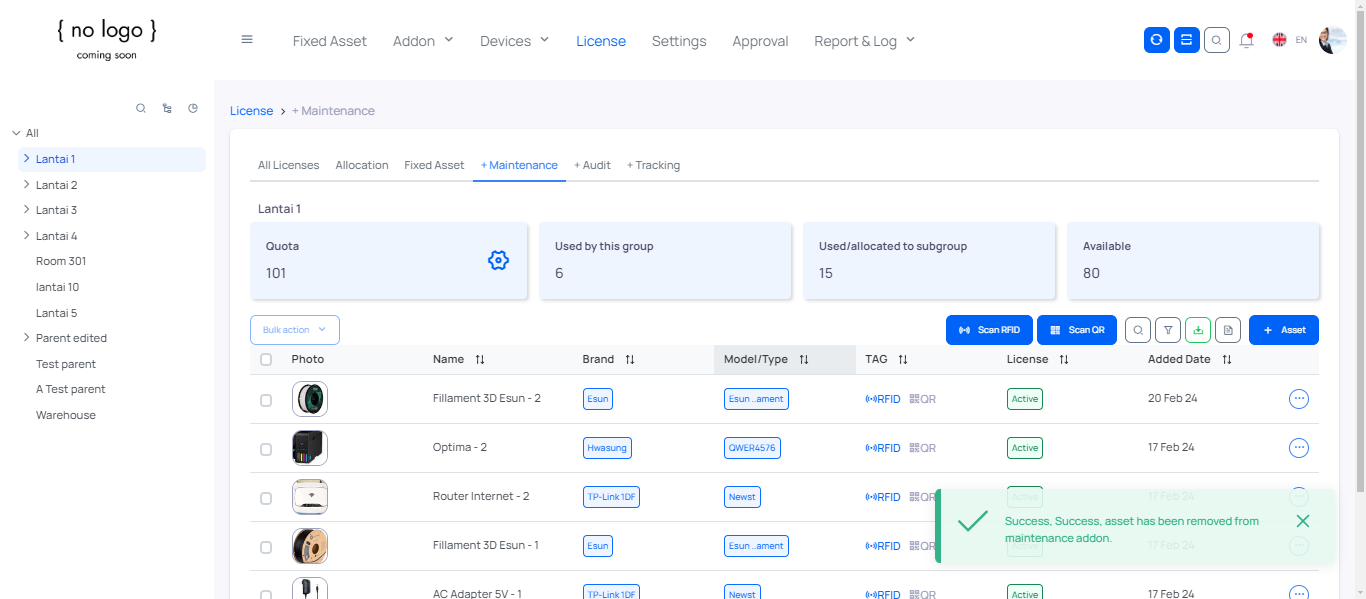 { no logo }
coming soon
Fixed Asset Addon Devices License Settings Approval Report & Log EN
License > + Maintenance
All
Lantai 1
Lantai 2
Lantai 3
Lantai 4
Room 301
lantai 10
Lantai 5
Parent edited
Test parent
A Test parent
Warehouse
All Licenses Allocation Fixed Asset + Maintenance + Audit + Tracking
Lantai 1
Quota
101
Used by this group
6
Used/allocated to subgroup
15
Available
80
Bulk action Scan RFID Scan QR + Asset
Photo Name Brand Model/Type TAG License Added Date
Fillament 3D Esun - 2 Esun Esun ..ament RFID QR Active 20 Feb 24
Optima - 2 Hwasung QWER4576 RFID QR Active 17 Feb 24
Router Internet - 2 TP-Link 1DF Newst RFID QR Active 17 Feb 24
Fillament 3D Esun - 1 Esun Esun ..ament RFID QR Active 17 Feb 24
AC Adapter 5V - 1 TP-Link 1DF Newst RFID QR Active 17 Feb 24
Success, Success, asset has been removed from
maintenance addon.